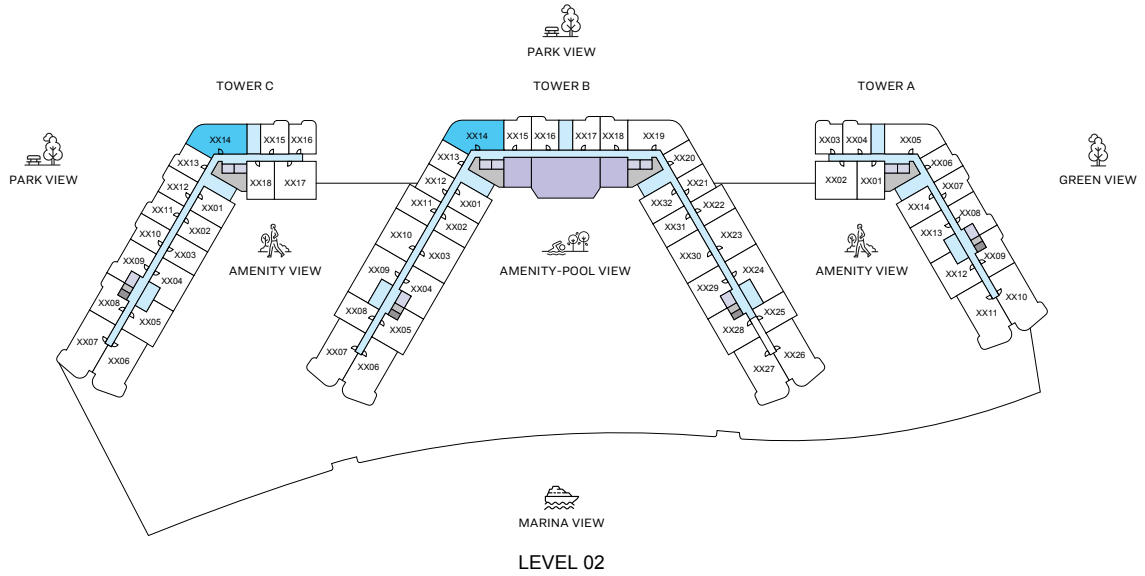 PARK VIEW
TOWER C
TOWER B
TOWER A
PARK VIEW
GREEN VIEW
XX14
XX15
XX16
XX13
XX18
XX17
XX12
XX01
XX11
XX02
XX10
XX03
XX09
XX04
XX08
XX05
XX07
XX06
XX14
XX15
XX16
XX17
XX18
XX19
XX13
XX20
XX12
XX01
XX21
XX11
XX02
XX32
XX22
XX10
XX03
XX31
XX23
XX09
XX04
XX30
XX24
XX08
XX05
XX29
XX25
XX07
XX06
XX28
XX26
XX27
XX03
XX04
XX05
XX02
XX01
XX06
XX07
XX14
XX08
XX13
XX09
XX12
XX10
XX11
AMENITY VIEW
AMENITY-POOL VIEW
AMENITY VIEW
MARINA VIEW
LEVEL 02